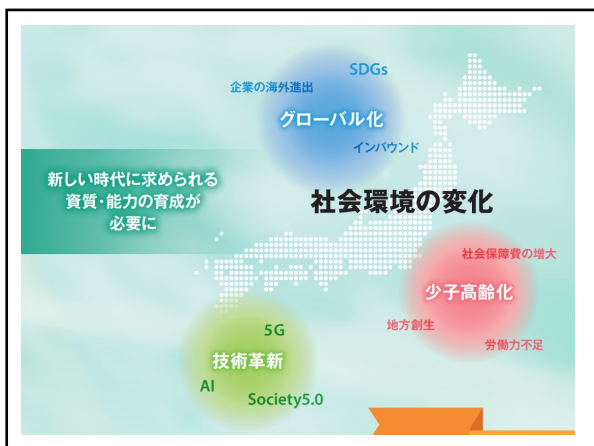 SDGs
企業の海外進出
グローバル化
インバウンド
新しい時代に求められる
資質・能力の育成が
必要に
社会環境の変化
社会保障費の増大
少子高齢化
地方創生
労働力不足
5G
技術革新
AI
Society5.0